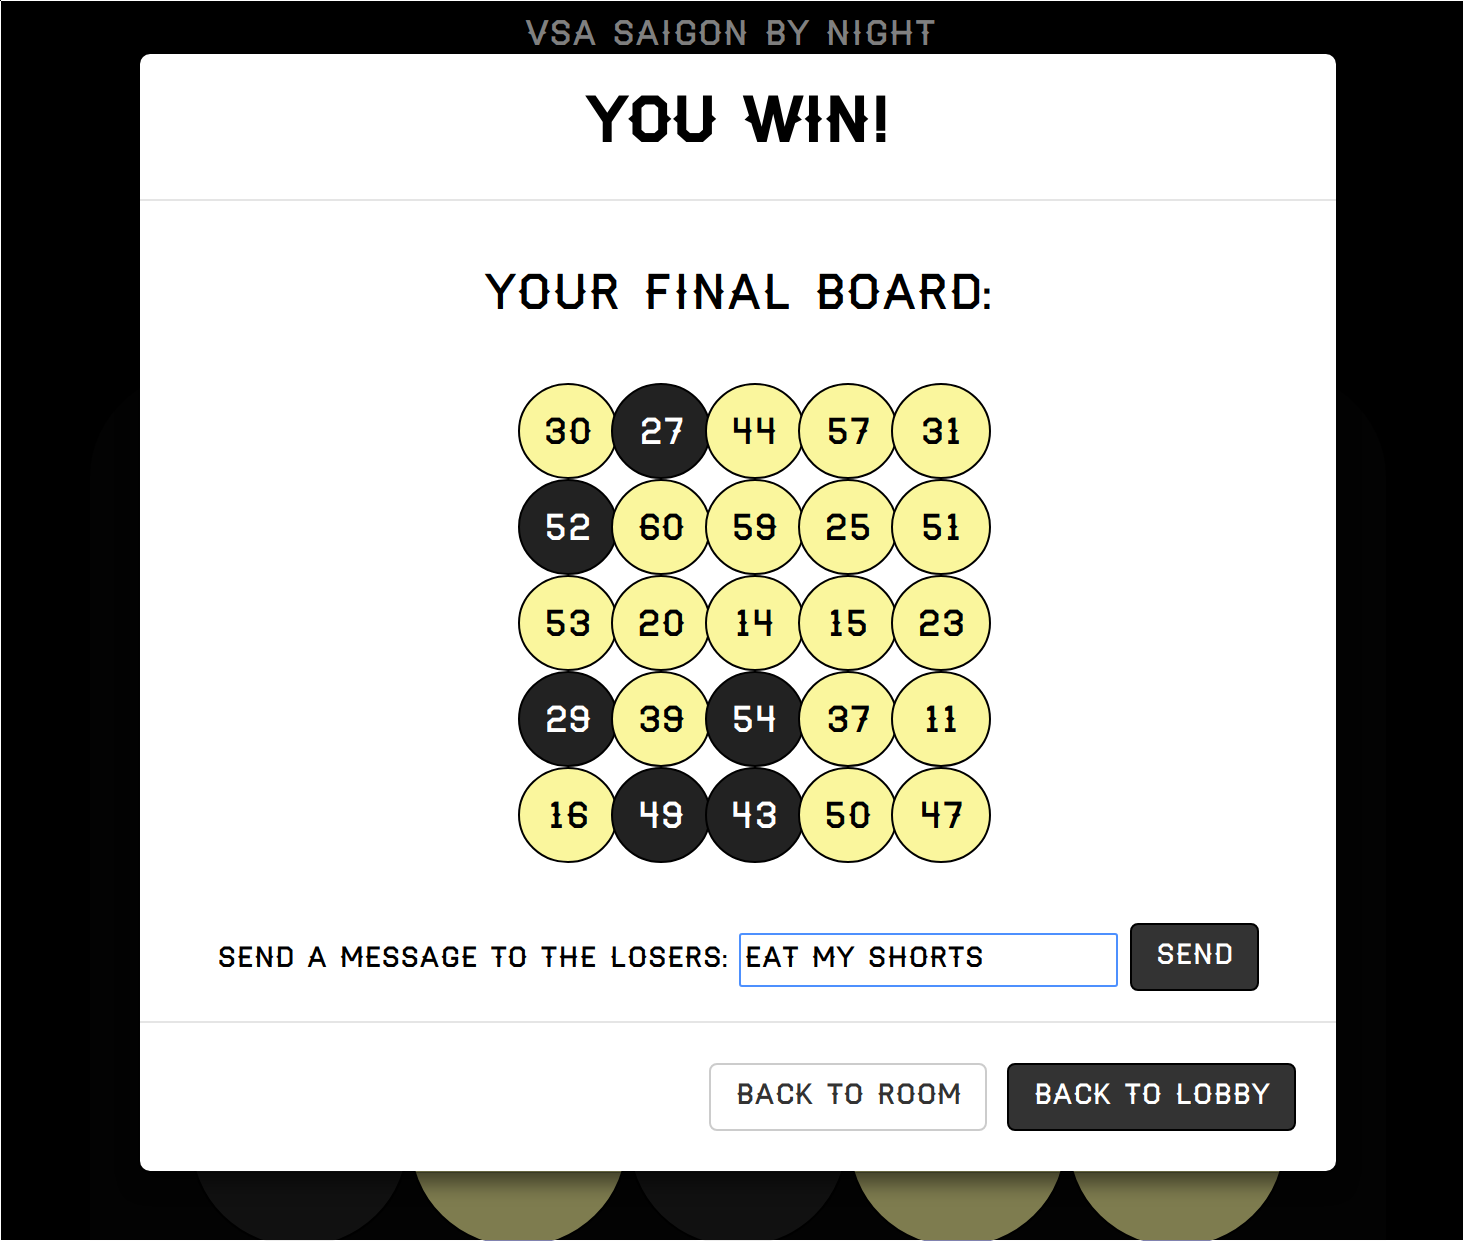 VSA SAIGON BY NIGHT
YOU WIN!
YOUR FINAL BOARD:
30 27 44 57 31
52 60 59 25 51
53 20 14 15 23
29 39 54 37 11
16 49 43 50 47
SEND A MESSAGE TO THE LOSERS: EAT MY SHORTS SEND
BACK TO ROOM BACK TO LOBBY